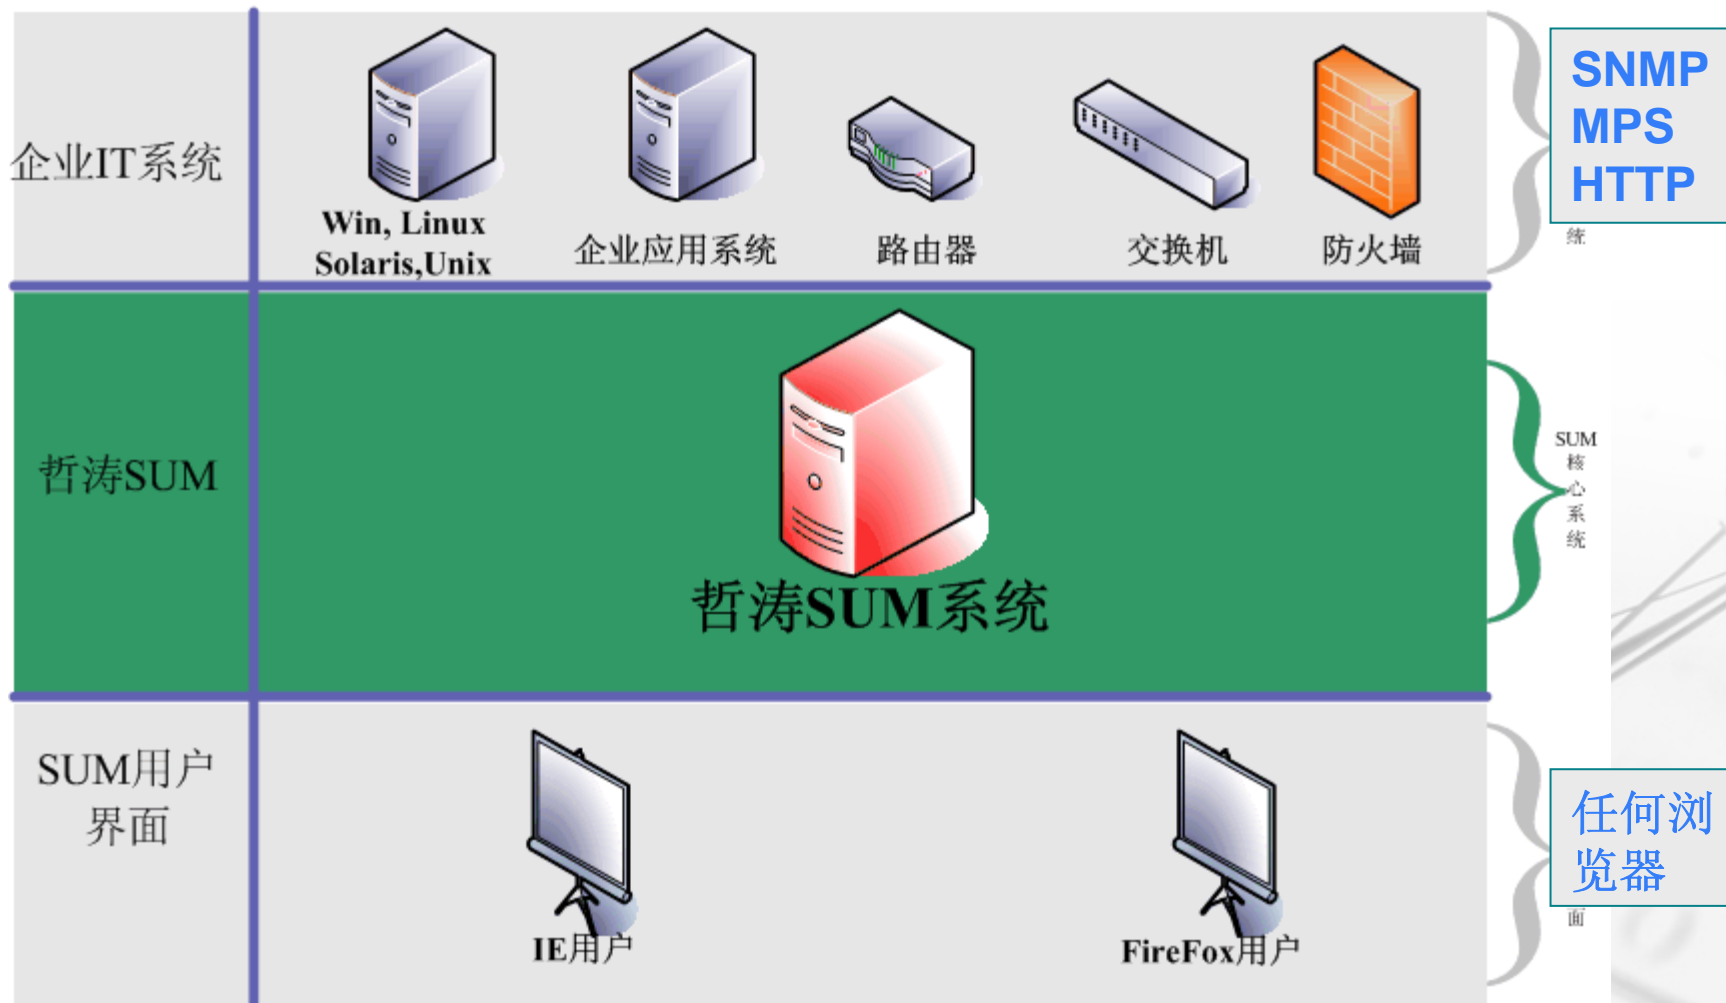 企业IT系统
Win, Linux
Solaris,Unix
企业应用系统
路由器
交换机
防火墙
SNMP
MPS
HTTP
统
哲涛SUM
哲涛SUM系统
SUM
核
心
系
统
SUM用户
界面
IE用户
FireFox用户
任何浏
览器
面